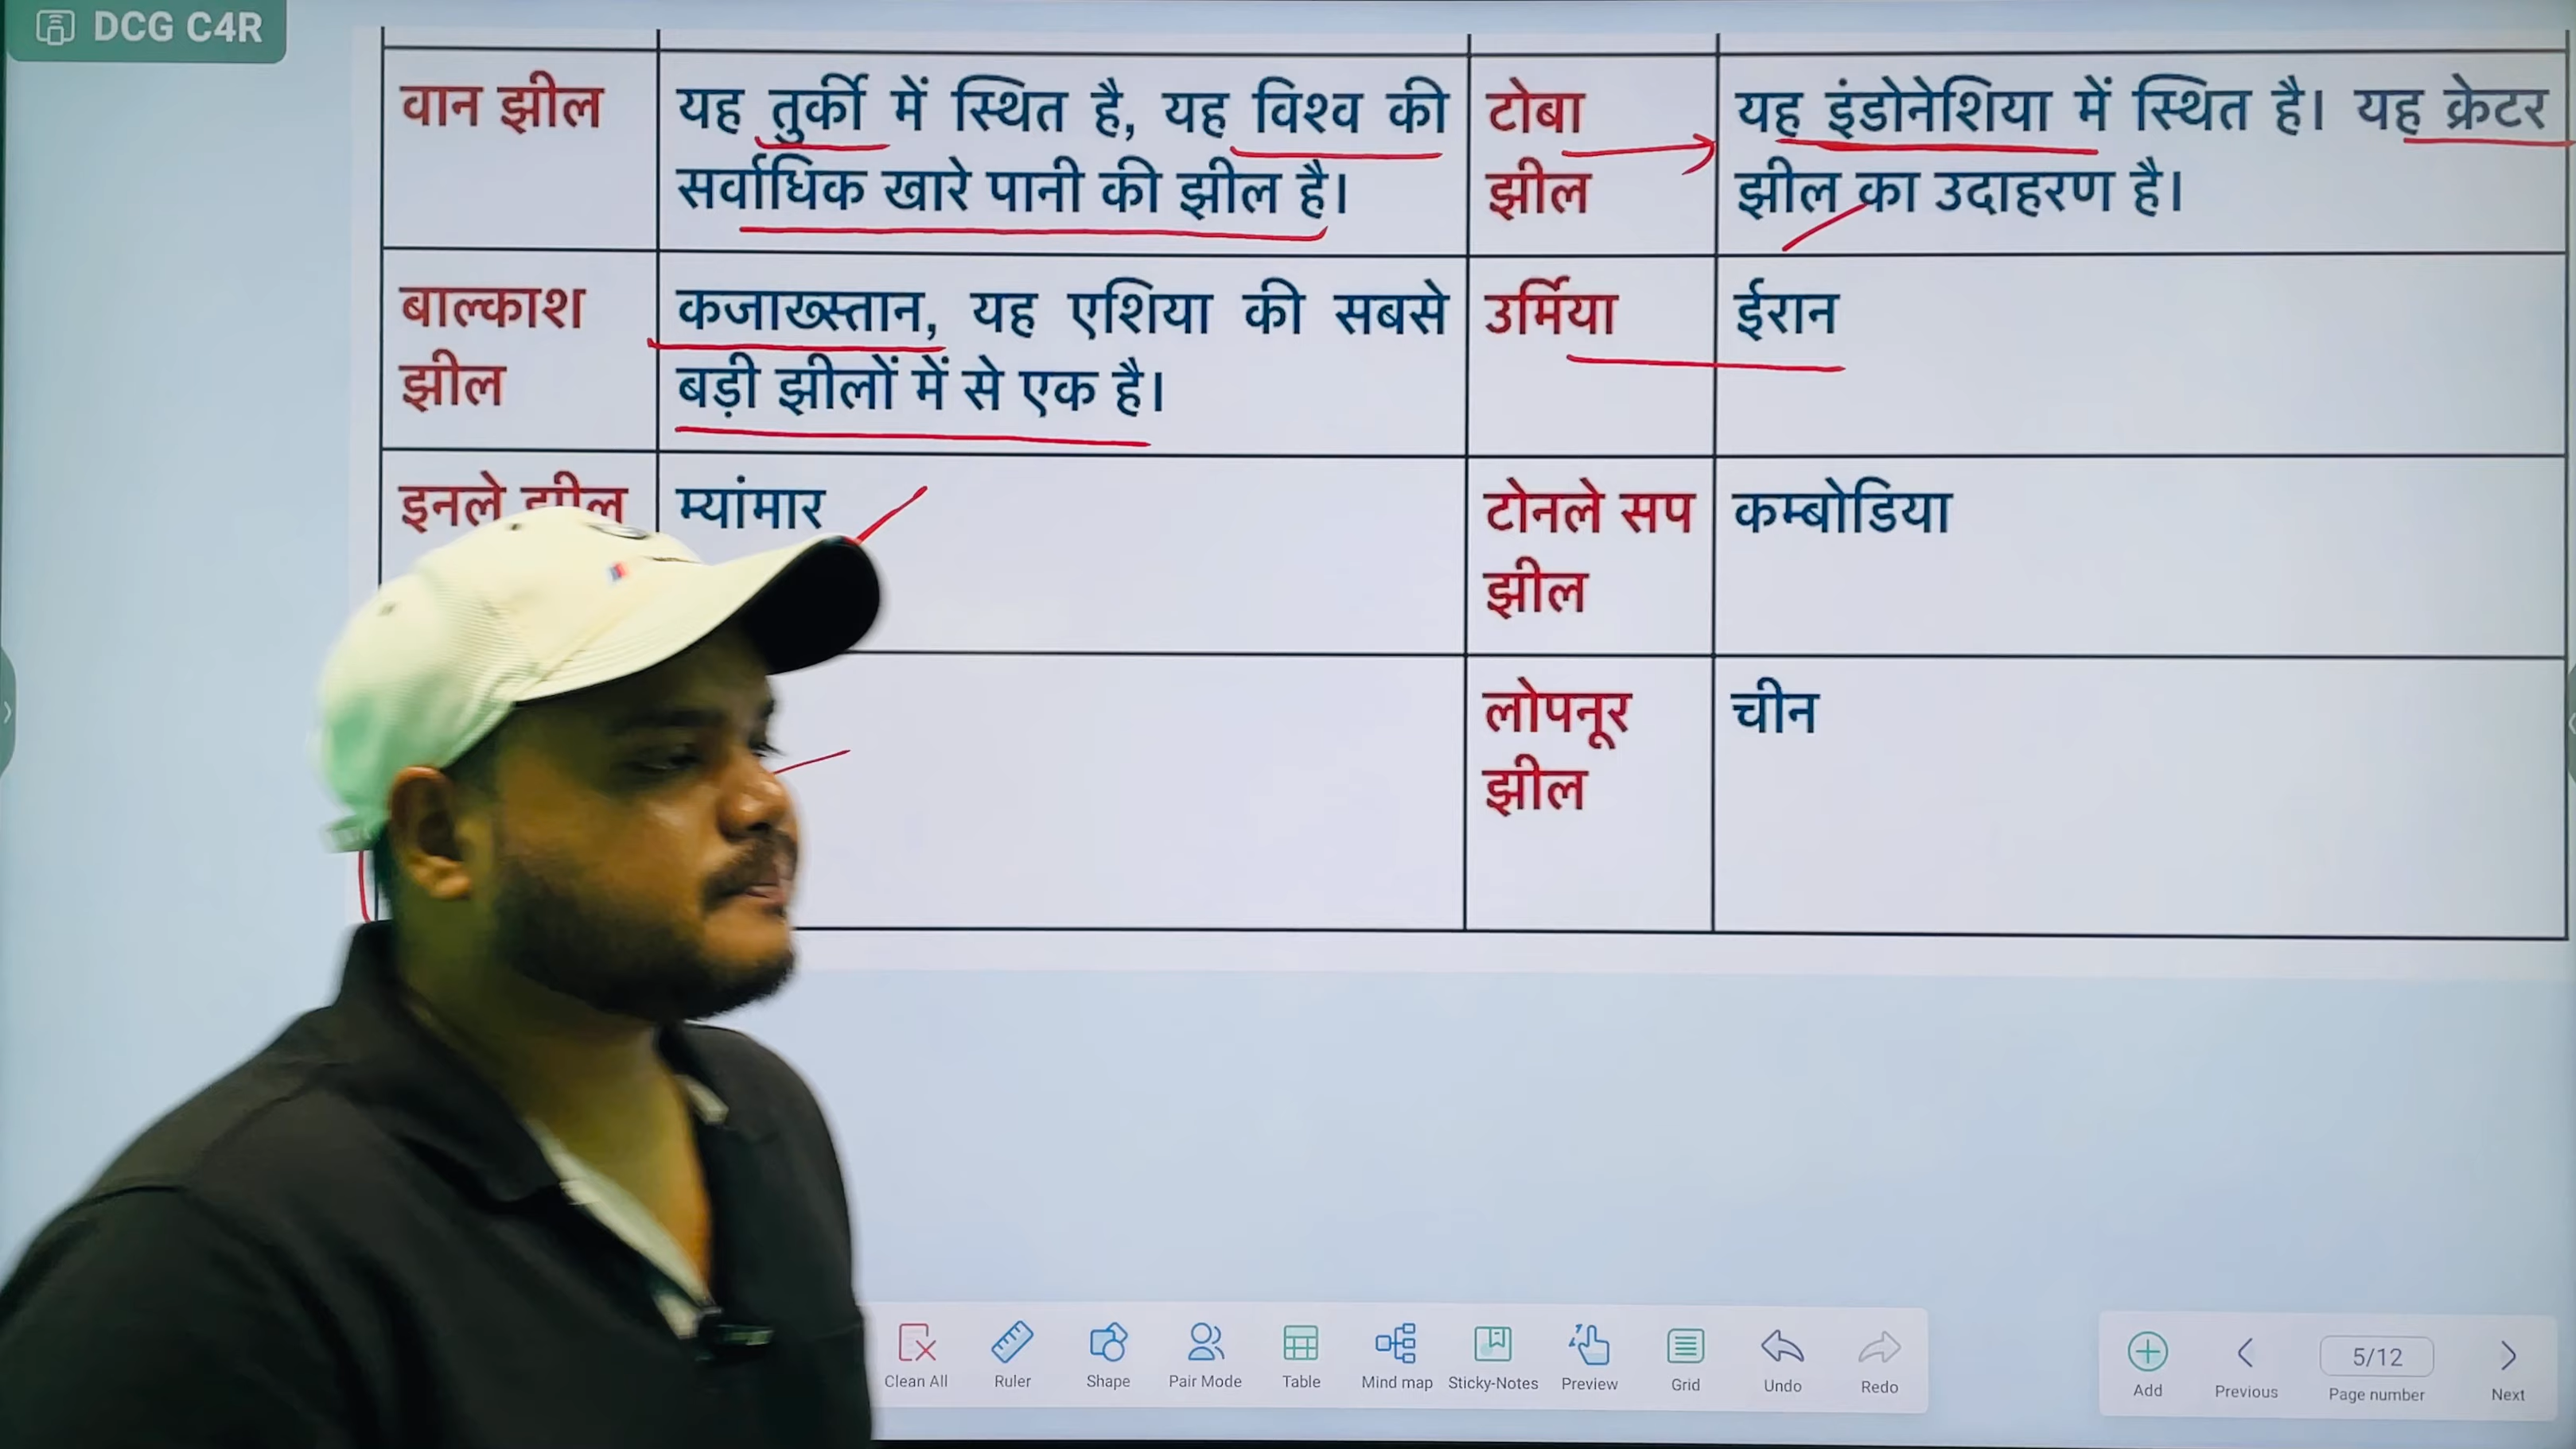 DCG C4R
वान झील
यह तुर्की में स्थित है, यह विश्व की
सर्वाधिक खारे पानी की झील है।
टोबा
झील
यह इंडोनेशिया में स्थित है। यह क्रेटर
झील का उदाहरण है।
बाल्काश
झील
कजाख्स्तान, यह एशिया की सबसे
बड़ी झीलों में से एक है।
उर्मिया
ईरान
इनले झील
म्यांमार
टोनले सप
झील
कम्बोडिया
लोपनूर
झील
चीन
Clean All
Ruler
Shape
Pair Mode
Table
Mind map
Sticky-Notes
Preview
Grid
Undo
Redo
Add
Previous
5/12
Page number
Next